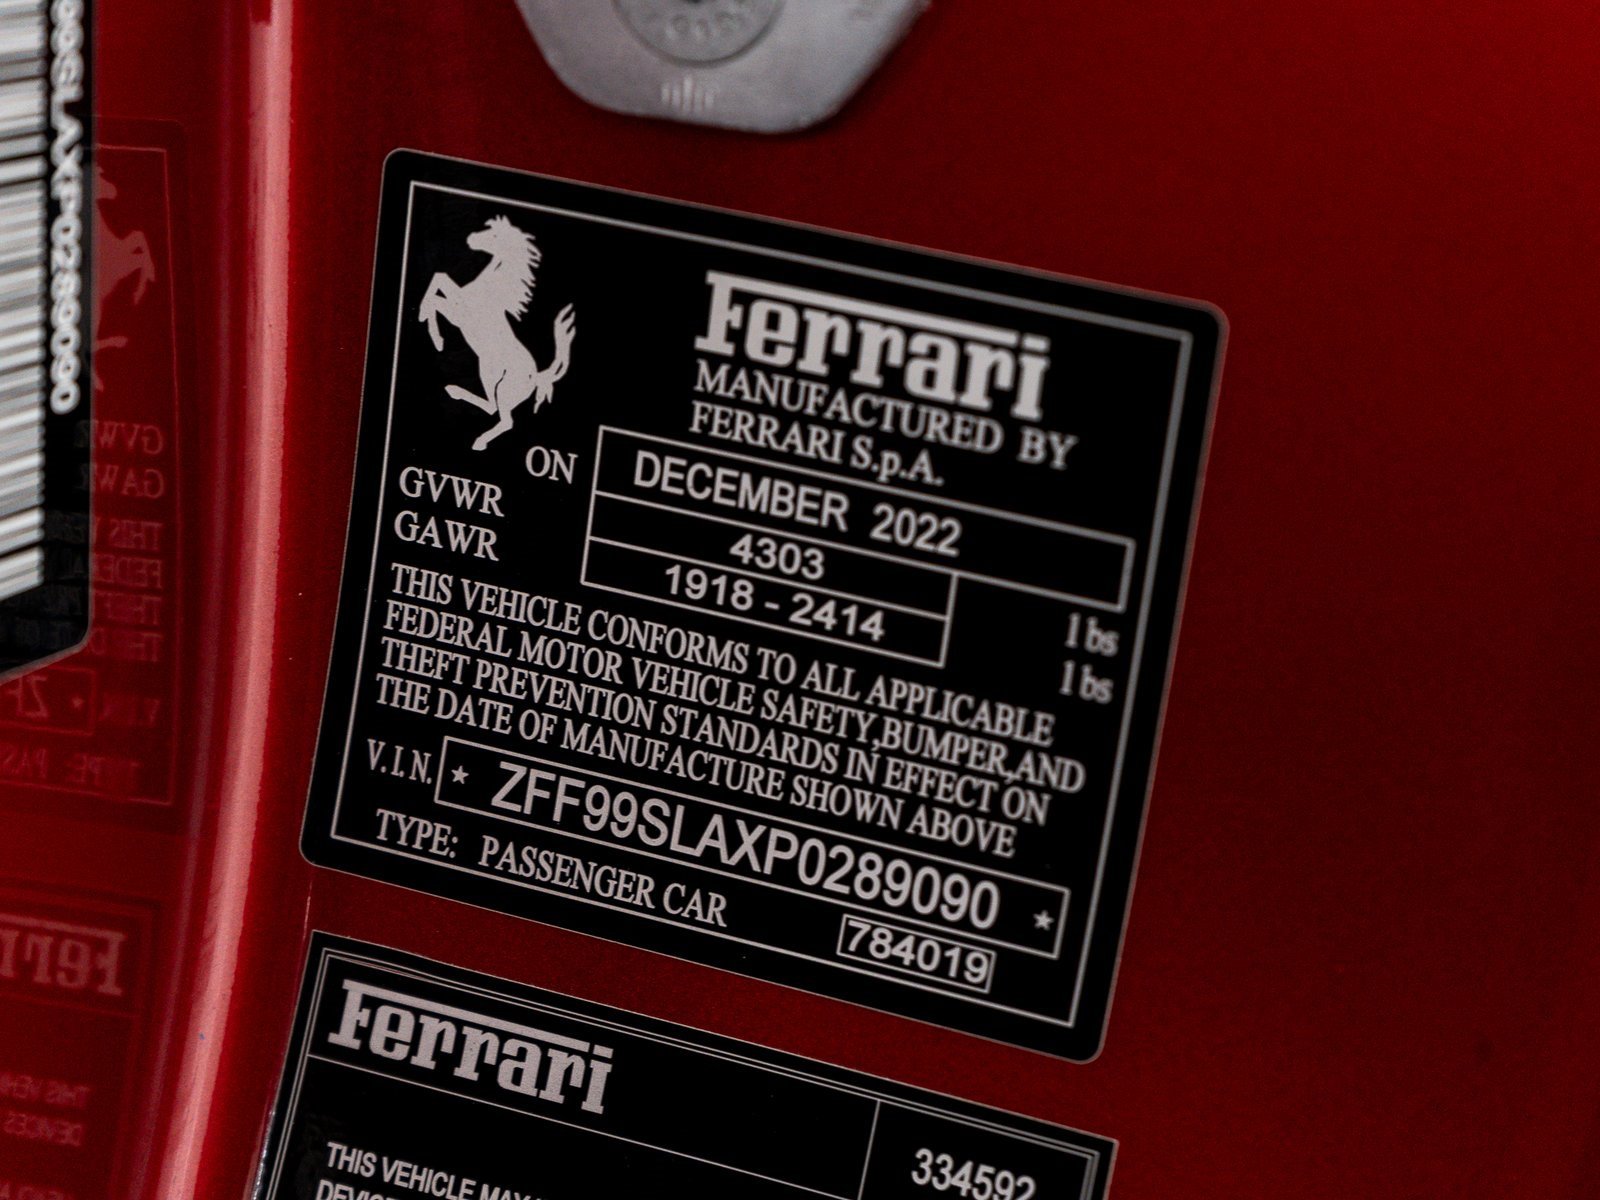 Ferrari
MANUFACTURED BY
FERRARI S.p.A.
ON DECEMBER 2022
GVWR 4303 lbs
GAWR 1918 - 2414 lbs
THIS VEHICLE CONFORMS TO ALL APPLICABLE
FEDERAL MOTOR VEHICLE SAFETY,BUMPER,AND
THEFT PREVENTION STANDARDS IN EFFECT ON
THE DATE OF MANUFACTURE SHOWN ABOVE
V.I.N. ★ ZFF99SLAXP0289090 ★
TYPE: PASSENGER CAR
784019
Ferrari
334592
THIS VEHICLE MAY